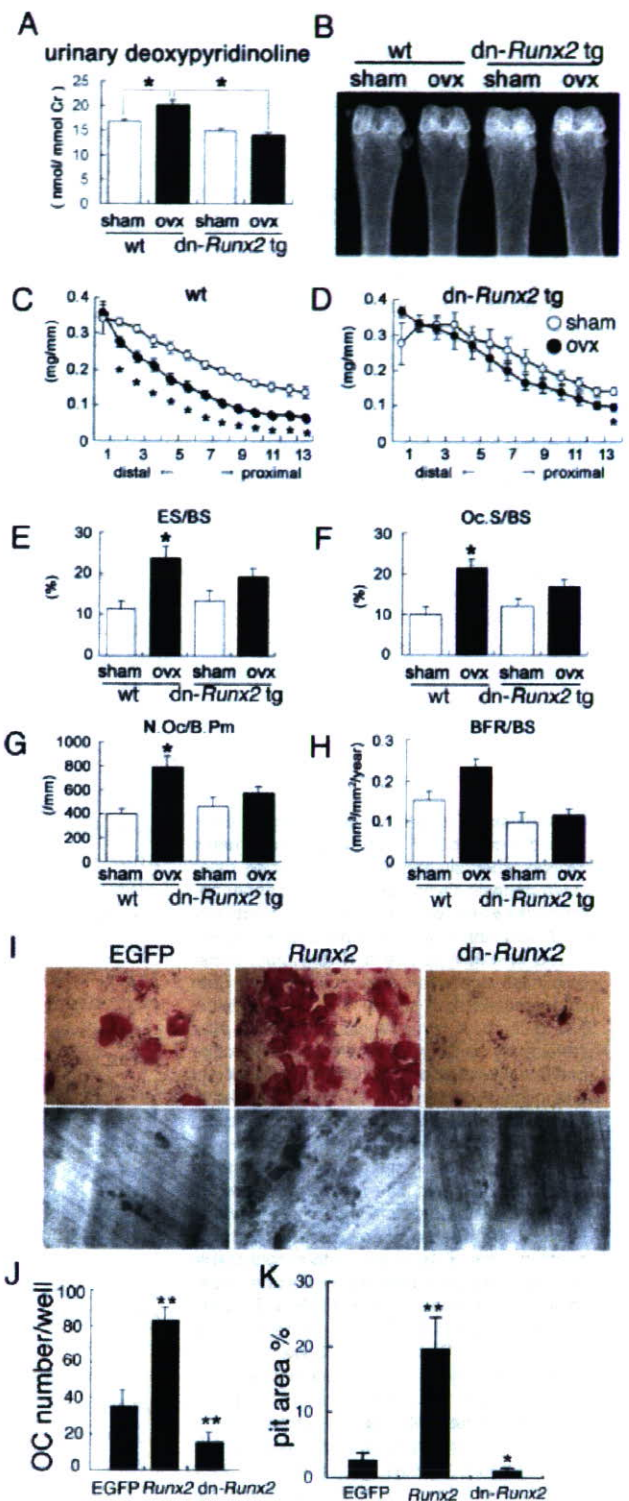 A
urinary deoxypyridinoline
( nmol/ mmol Cr )
25
20
15
10
5
0
sham ovx sham ovx
wt dn-Runx2 tg
* *
B
wt dn-Runx2 tg
sham ovx sham ovx
C
wt
(mg/mm)
0.4
0.3
0.2
0.1
0
* * * * * * * * * * * *
1 3 5 7 9 11 13
distal ← → proximal
D
dn-Runx2 tg
sham
ovx
(mg/mm)
0.4
0.3
0.2
0.1
0
*
1 3 5 7 9 11 13
distal ← → proximal
E
ES/BS
(%)
30
20
10
0
*
sham ovx sham ovx
wt dn-Runx2 tg
F
Oc.S/BS
(%)
30
20
10
0
*
sham ovx sham ovx
wt dn-Runx2 tg
G
N.Oc/B.Pm
(/mm)
1000
800
600
400
200
0
*
sham ovx sham ovx
wt dn-Runx2 tg
H
BFR/BS
(mm³/mm²/year)
0.3
0.2
0.1
0
sham ovx sham ovx
wt dn-Runx2 tg
I
EGFP Runx2 dn-Runx2
J
OC number/well
100
80
60
40
20
0
** **
EGFP Runx2 dn-Runx2
K
pit area %
30
20
10
0
** *
EGFP Runx2 dn-Runx2